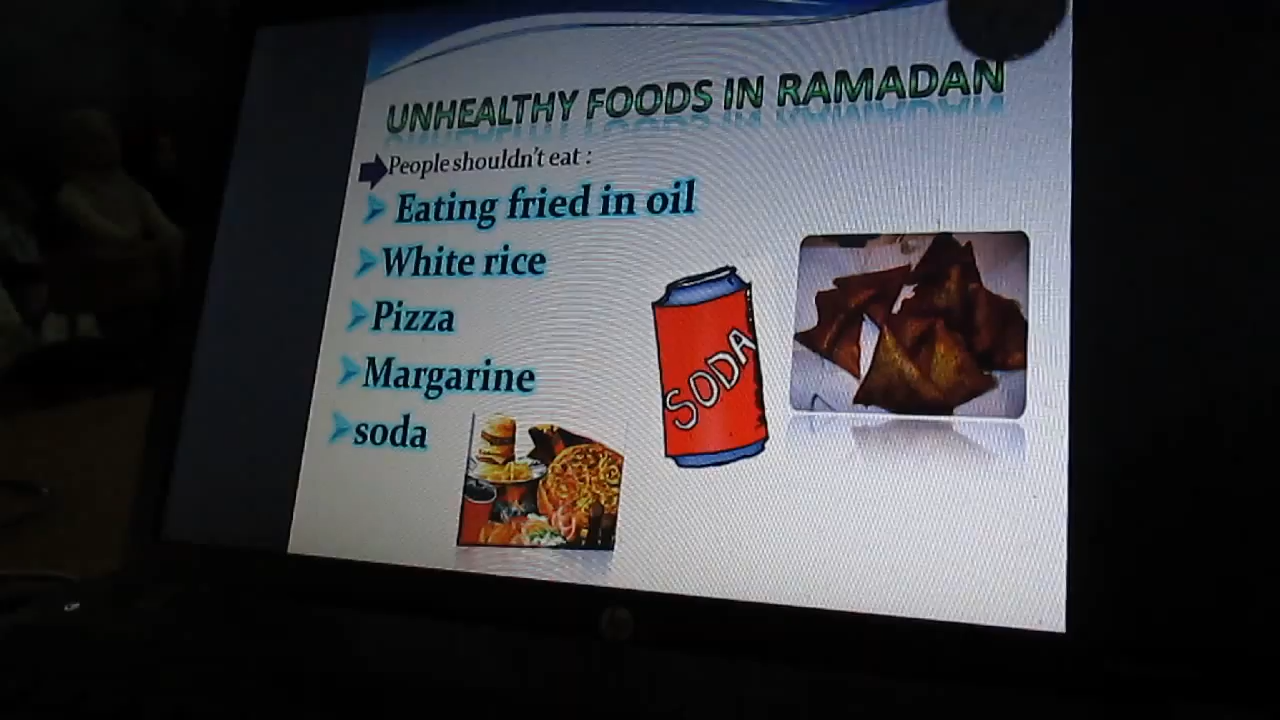 UNHEALTHY FOODS IN RAMADAN
People shouldn't eat :
Eating fried in oil
White rice
Pizza
Margarine
soda
SODA